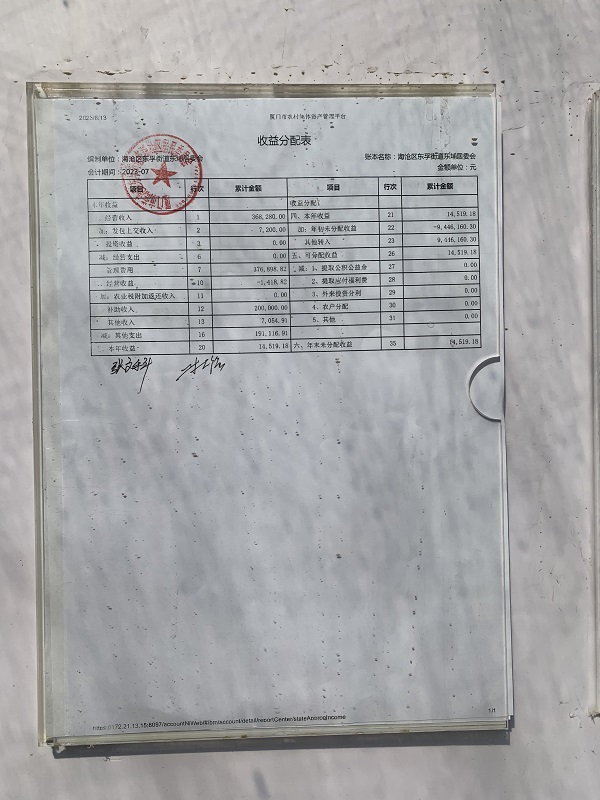 2023/8/13 厦门市农村集体资产管理平台
收益分配表
编制单位：海沧区东孚街道东埔居委会 账本名称：海沧区东孚街道东埔居委会
会计期间：2023-07 金额单位：元
项目 行次 累计金额 项目 行次 累计金额
一.本年收益 收益分配：
经营收入 1 368,280.00 四、本年收益 21 14,519.18
加：发包上交收入 2 7,200.00 加：年初未分配收益 22 -9,446,160.30
投资收益 3 0.00 其他转入 23 9,446,160.30
减：经营支出 6 0.00 五、可分配收益 26 14,519.18
管理费用 7 376,898.82 减：1、提取公积公益金 27 0.00
经营收益 10 -1,418.82 2、提取应付福利费 28 0.00
加：农业税附加返还收入 11 0.00 3、外来投资分利 29 0.00
补助收入 12 200,000.00 4、农户分配 30 0.00
其他收入 13 7,054.91 5、其他 31 0.00
减：其他支出 16 191,116.91
本年收益 20 14,519.18 六、年末未分配收益 35 14,519.18
1/1